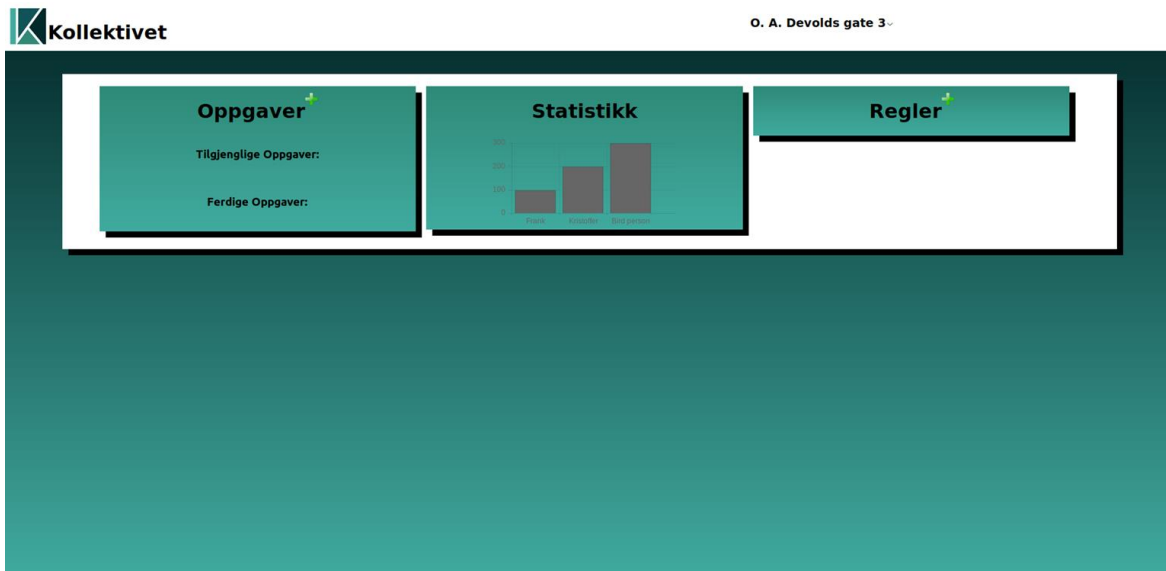 Kollektivet
O. A. Devolds gate 3
Oppgaver
Tilgjenglige Oppgaver:
Ferdige Oppgaver:
Statistikk
300
200
100
0
Frank Kristoffer Bild person
Regler